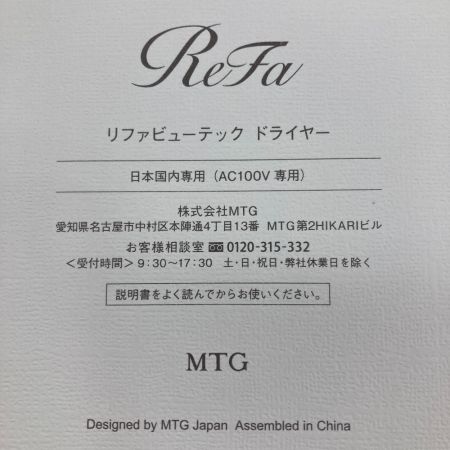 ReFa
リファビューテック ドライヤー
日本国内専用（AC100V 専用）
株式会社MTG
愛知県名古屋市中村区本陣通4丁目13番 MTG第2HIKARIビル
お客様相談室 0120-315-332
＜受付時間＞9：30〜17：30 土・日・祝日・弊社休業日を除く
説明書をよく読んでからお使いください。
MTG
Designed by MTG Japan Assembled in China